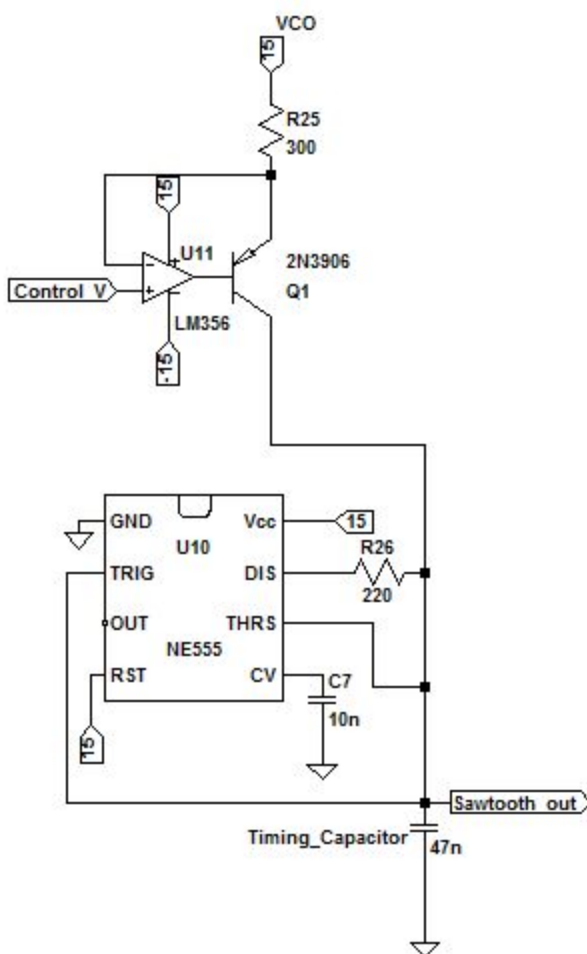 VCO
15
R25
300
15
U11
2N3906
Q1
Control_V
LM356
-15
GND
Vcc
15
U10
R26
TRIG
DIS
220
OUT
THRS
NE555
RST
CV
C7
10n
15
Sawtooth_out
Timing_Capacitor
47n